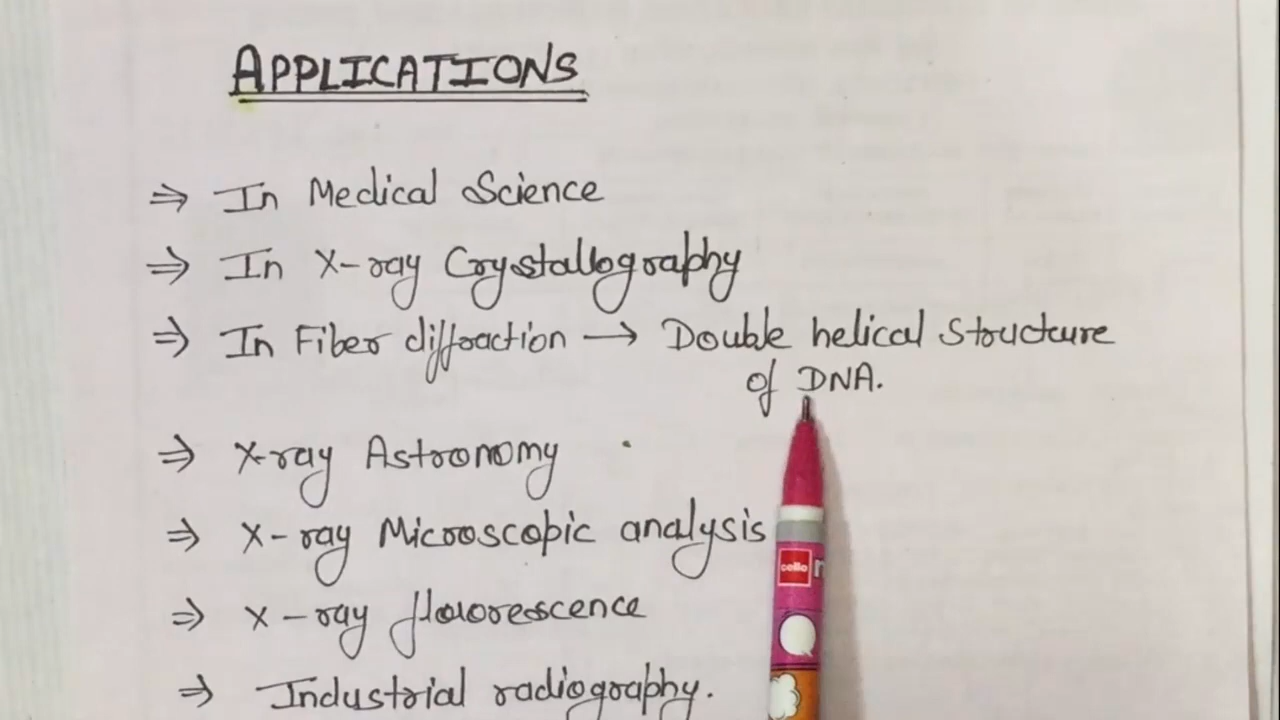 APPLICATIONS
⇒ In Medical Science
⇒ In X-ray Crystallography
⇒ In Fiber diffraction → Double helical structure
of DNA.
⇒ X-ray Astronomy
⇒ X-ray Microscopic analysis
⇒ X-ray fluorescence
⇒ Industrial radiography.
cello